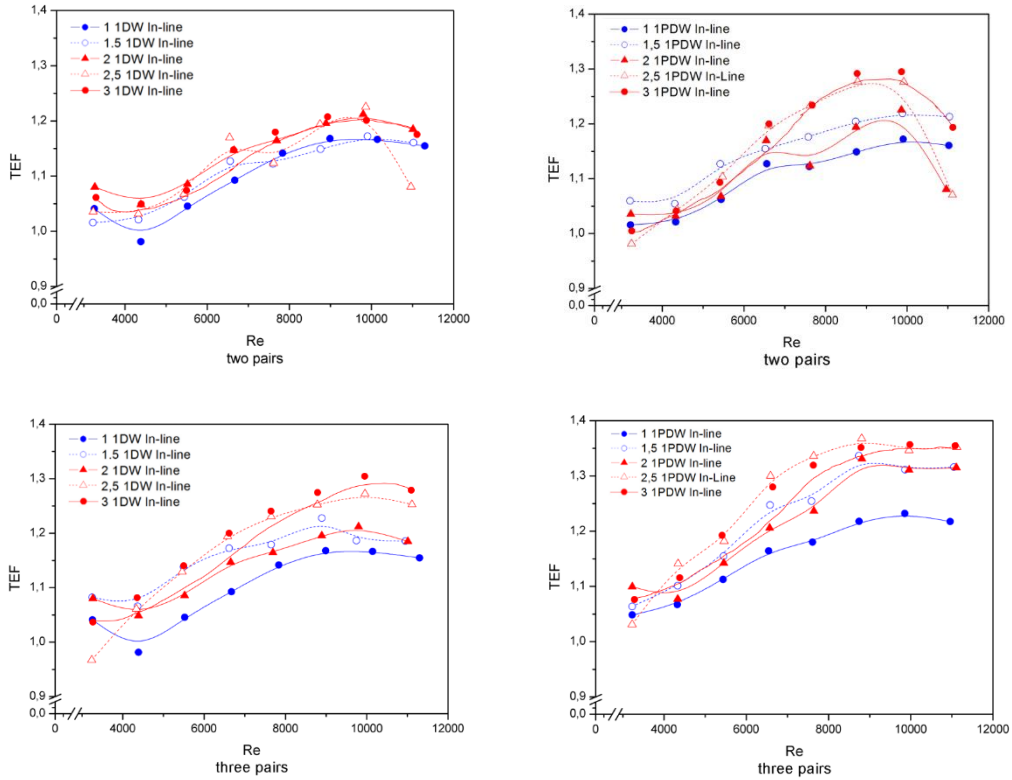 1,4
1 1DW In-line
1,5 1DW In-line
2 1DW In-line
2,5 1DW In-line
3 1DW In-line
1,3
1,2
1,1
1,0
0,9
0,0
TEF
0 4000 6000 8000 10000 12000
Re
two pairs
1,4
1 1PDW In-line
1,5 1PDW In-line
2 1PDW In-line
2,5 1PDW In-Line
3 1PDW In-line
1,3
1,2
1,1
1,0
0,9
0,0
TEF
0 4000 6000 8000 10000 12000
Re
two pairs
1,4
1 1DW In-line
1,5 1DW In-line
2 1DW In-line
2,5 1DW In-line
3 1DW In-line
1,3
1,2
1,1
1,0
0,9
0,0
TEF
0 4000 6000 8000 10000 12000
Re
three pairs
1,4
1 1PDW In-line
1,5 1PDW In-line
2 1PDW In-line
2,5 1PDW In-Line
3 1PDW In-line
1,3
1,2
1,1
1,0
0,9
0,0
TEF
0 4000 6000 8000 10000 12000
Re
three pairs